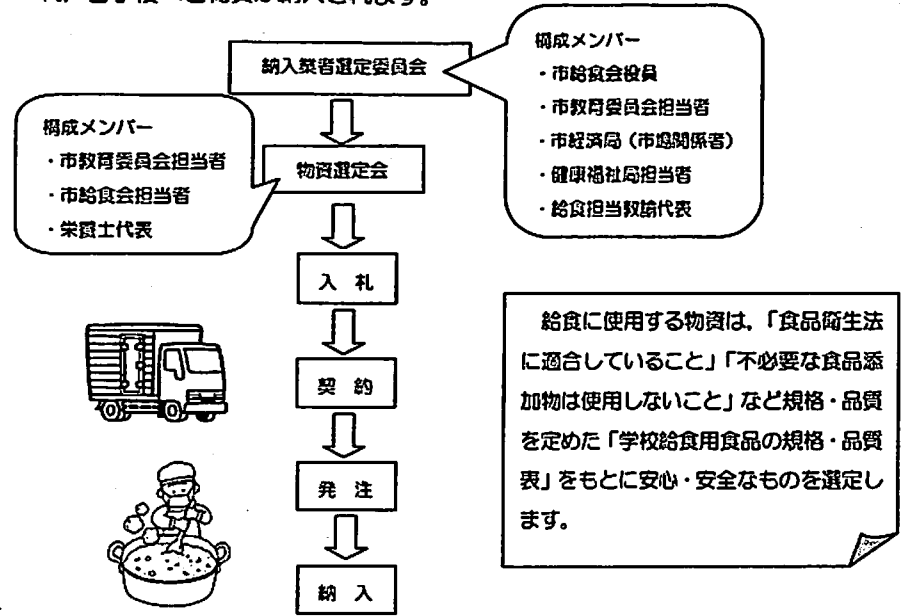 納入業者選定委員会
構成メンバー
・市給食会役員
・市教育委員会担当者
・市経済局（市場関係者）
・健康福祉局担当者
・給食担当教諭代表
構成メンバー
・市教育委員会担当者
・市給食会担当者
・栄養士代表
物資選定会
入 札
契 約
発 注
納 入
給食に使用する物資は，「食品衛生法
に適合していること」「不必要な食品添
加物は使用しないこと」など規格・品質
を定めた「学校給食用食品の規格・品質
表」をもとに安心・安全なものを選定し
ます。